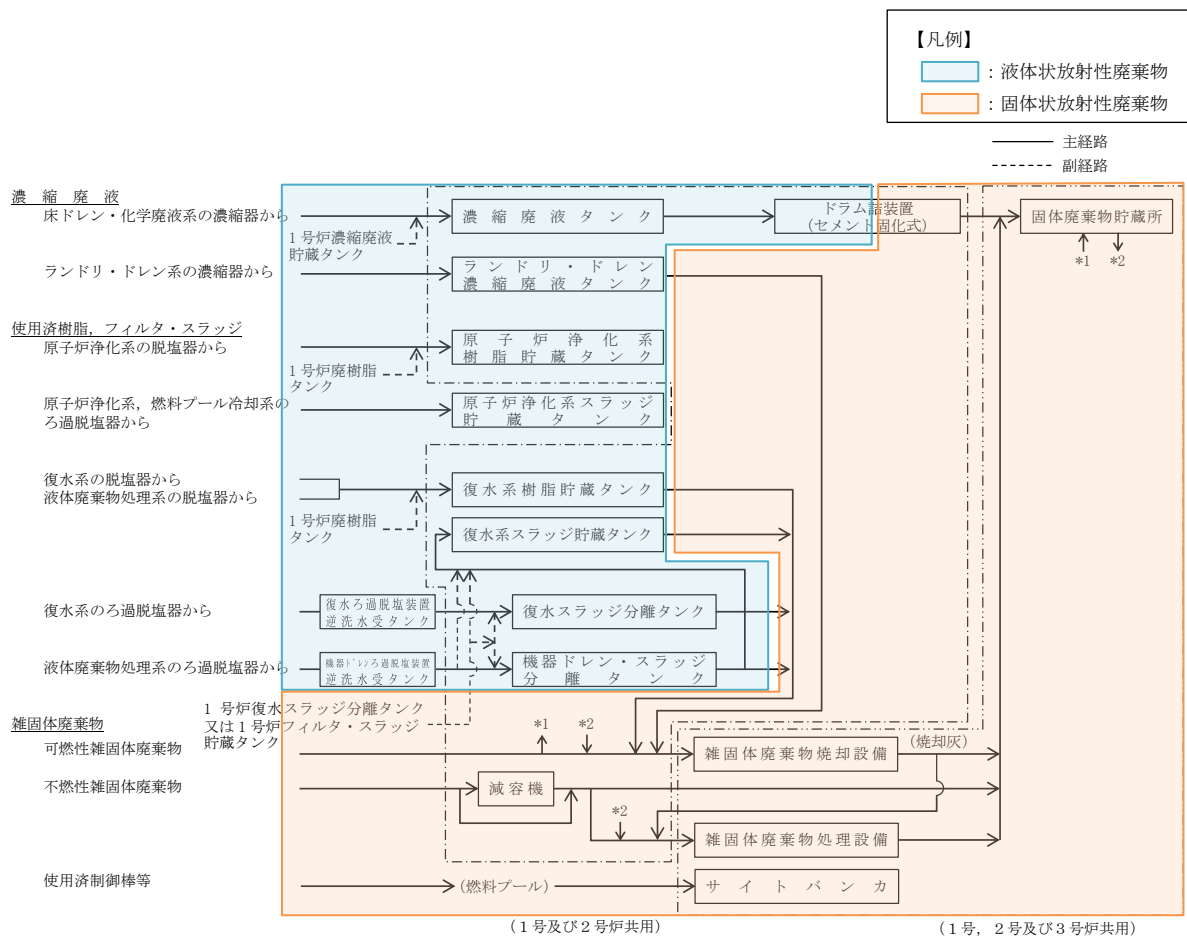 【凡例】
：液体状放射性廃棄物
：固体状放射性廃棄物
主経路
副経路
濃縮廃液
床ドレン・化学廃液系の濃縮器から
1号炉濃縮廃液
貯蔵タンク
濃縮廃液タンク
ドラム詰装置
(セメント固化式)
固体廃棄物貯蔵所
*1
*2
ランドリ・ドレン系の濃縮器から
ランドリ・ドレン
濃縮廃液タンク
使用済樹脂，フィルタ・スラッジ
原子炉浄化系の脱塩器から
1号炉廃樹脂
タンク
原子炉浄化系
樹脂貯蔵タンク
原子炉浄化系，燃料プール冷却系の
ろ過脱塩器から
原子炉浄化系スラッジ
貯蔵タンク
復水系の脱塩器から
液体廃棄物処理系の脱塩器から
1号炉廃樹脂
タンク
復水系樹脂貯蔵タンク
復水系スラッジ貯蔵タンク
復水系のろ過脱塩器から
復水ろ過脱塩装置
逆洗水受タンク
復水スラッジ分離タンク
液体廃棄物処理系のろ過脱塩器から
機器ﾄﾞﾚﾝろ過脱塩装置
逆洗水受タンク
機器ドレン・スラッジ
分離タンク
1号炉復水スラッジ分離タンク
又は1号炉フィルタ・スラッジ
貯蔵タンク
雑固体廃棄物
可燃性雑固体廃棄物
*1
*2
雑固体廃棄物焼却設備
(焼却灰)
不燃性雑固体廃棄物
減容機
*2
雑固体廃棄物処理設備
使用済制御棒等
(燃料プール)
サイトバンカ
(1号及び2号炉共用)
(1号，2号及び3号炉共用)